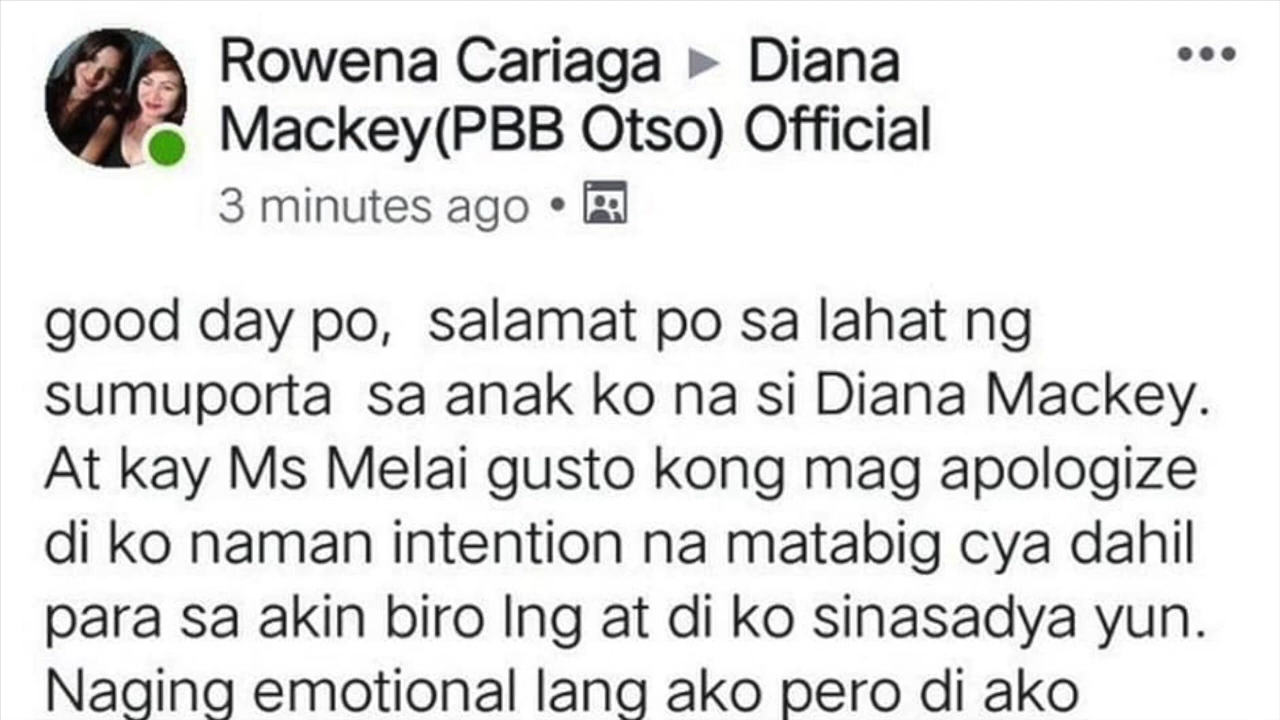 Rowena Cariaga ▶ Diana
Mackey(PBB Otso) Official
3 minutes ago •
good day po, salamat po sa lahat ng
sumuporta sa anak ko na si Diana Mackey.
At kay Ms Melai gusto kong mag apologize
di ko naman intention na matabig cya dahil
para sa akin biro lng at di ko sinasadya yun.
Naging emotional lang ako pero di ako